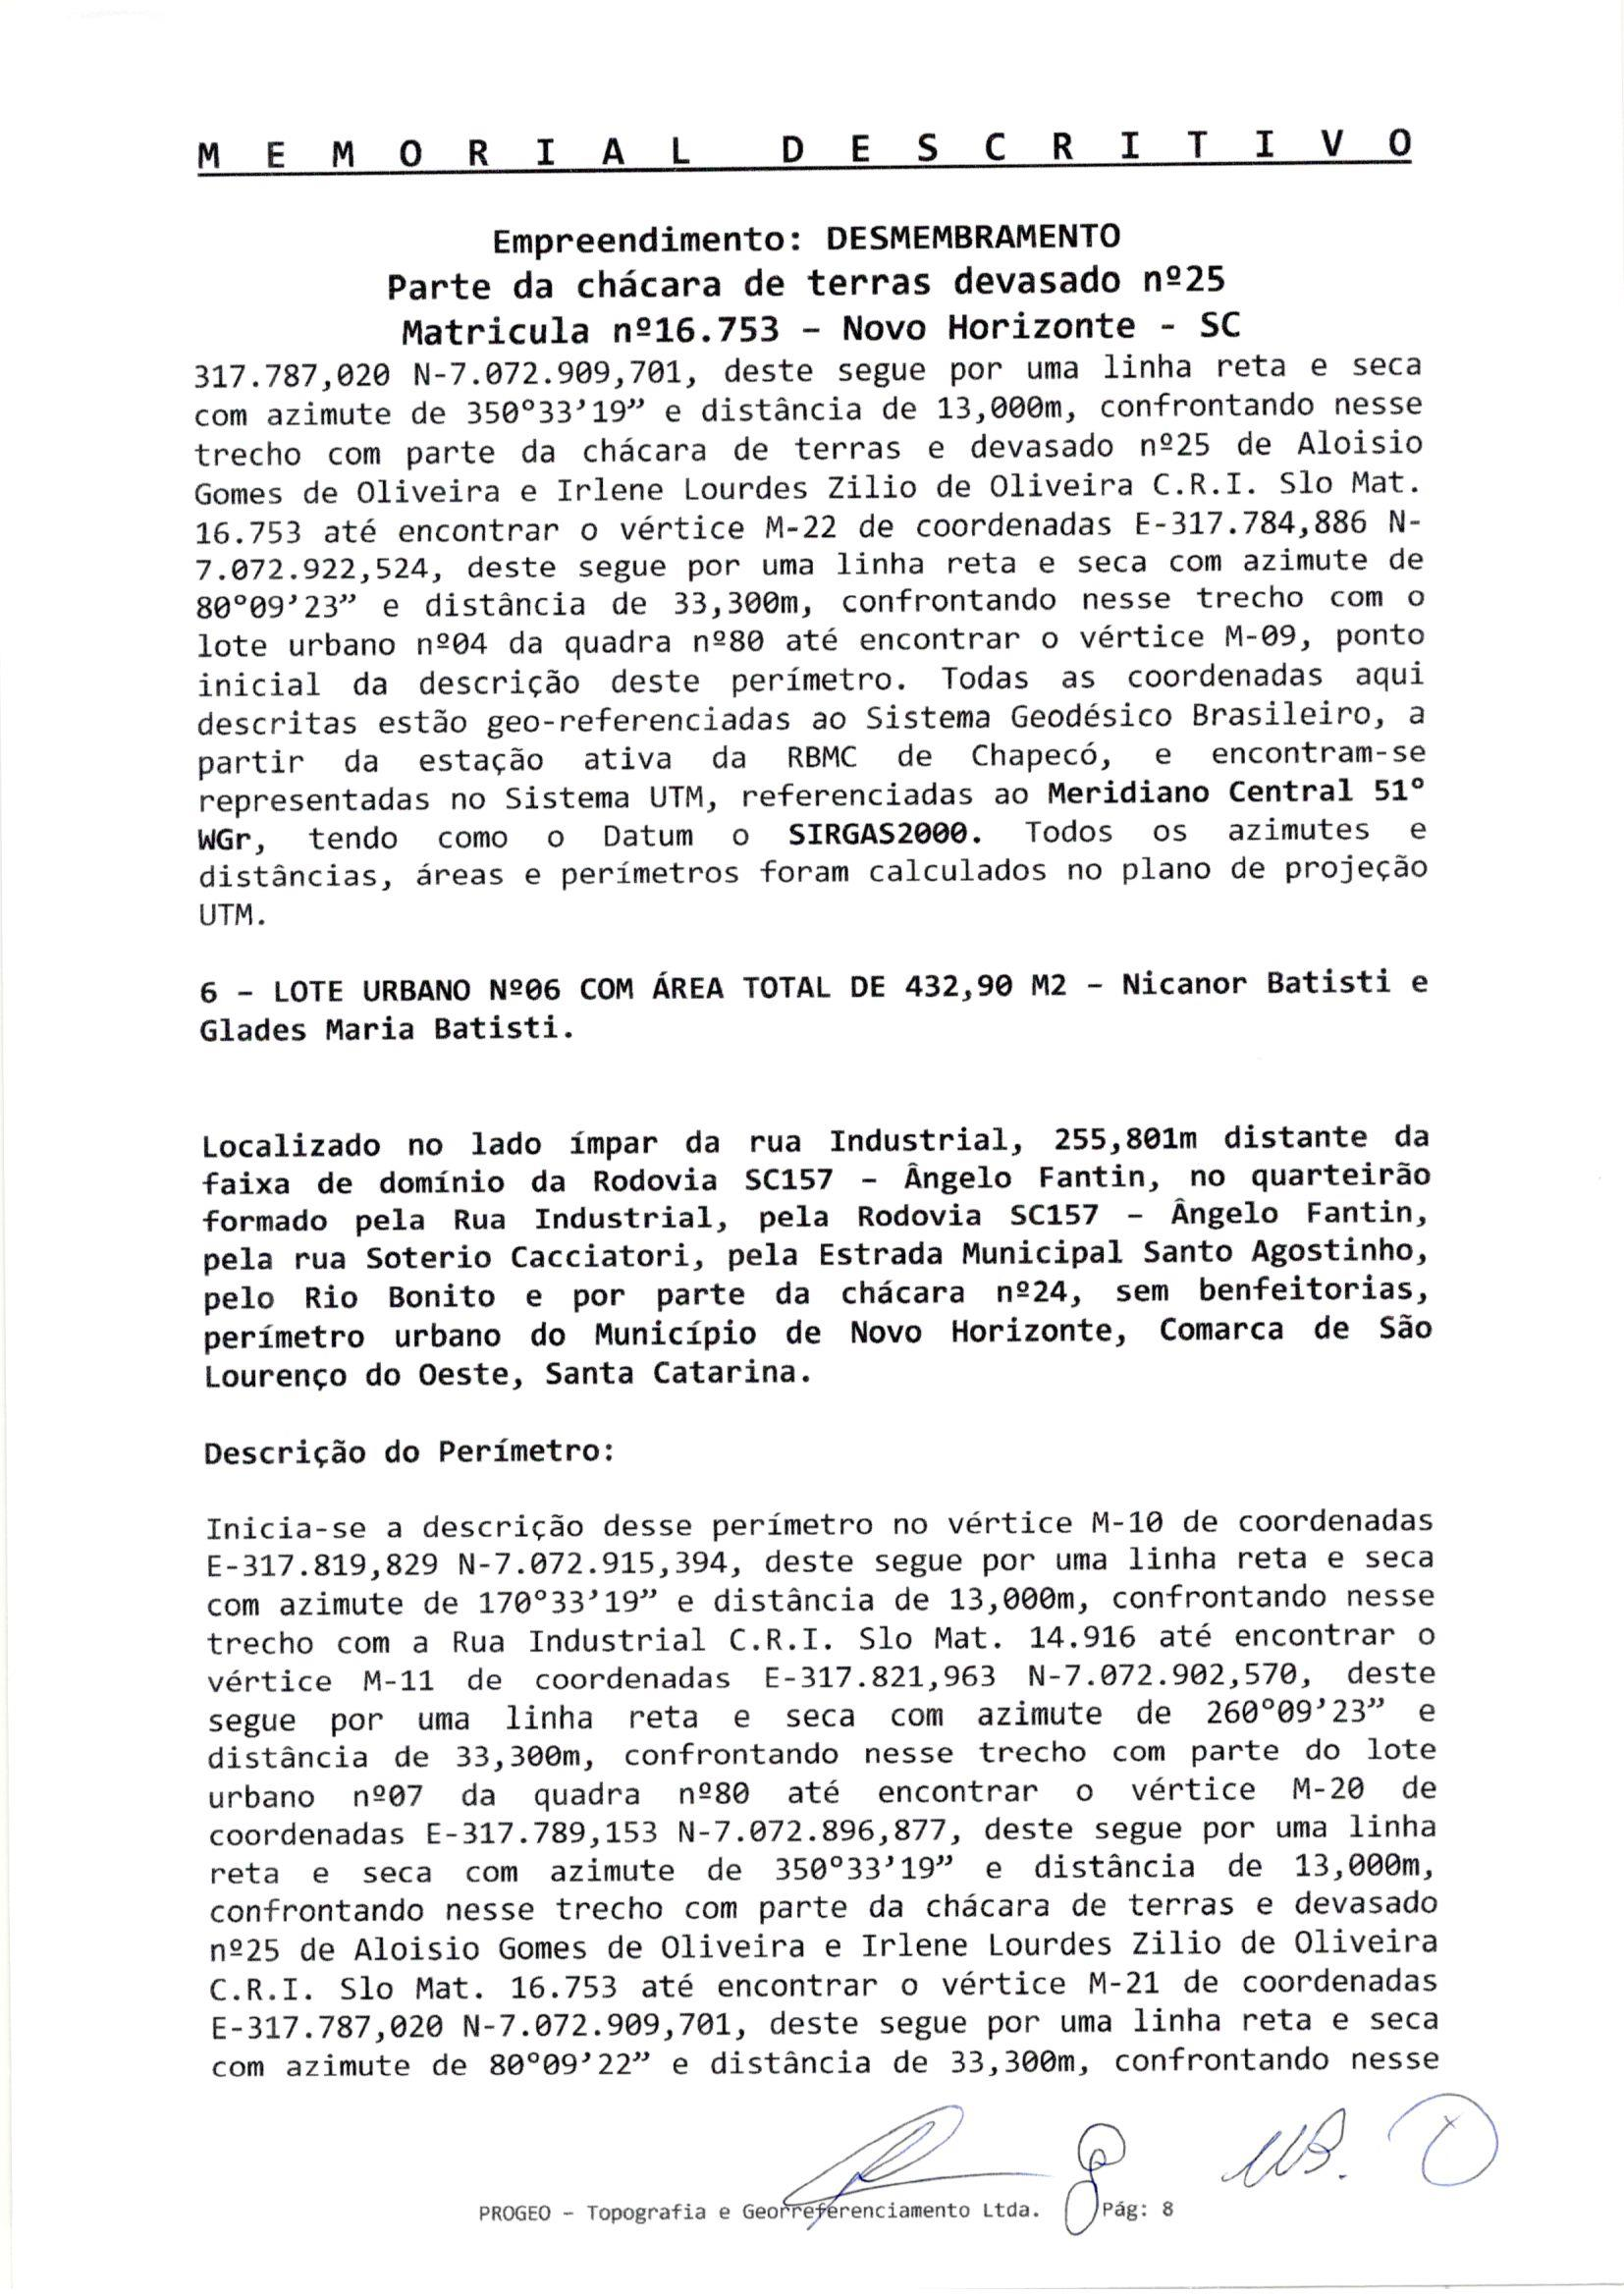 MEMORIAL DESCRITIVO
Empreendimento: DESMEMBRAMENTO
Parte da chácara de terras devasado nº25
Matricula nº16.753 – Novo Horizonte - SC
317.787,020 N-7.072.909,701, deste segue por uma linha reta e seca
com azimute de 350°33’19” e distância de 13,000m, confrontando nesse
trecho com parte da chácara de terras e devasado nº25 de Aloisio
Gomes de Oliveira e Irlene Lourdes Zilio de Oliveira C.R.I. Slo Mat.
16.753 até encontrar o vértice M-22 de coordenadas E-317.784,886 N-
7.072.922,524, deste segue por uma linha reta e seca com azimute de
80°09’23” e distância de 33,300m, confrontando nesse trecho com o
lote urbano nº04 da quadra nº80 até encontrar o vértice M-09, ponto
inicial da descrição deste perímetro. Todas as coordenadas aqui
descritas estão geo-referenciadas ao Sistema Geodésico Brasileiro, a
partir da estação ativa da RBMC de Chapecó, e encontram-se
representadas no Sistema UTM, referenciadas ao Meridiano Central 51°
WGr, tendo como o Datum o SIRGAS2000. Todos os azimutes e
distâncias, áreas e perímetros foram calculados no plano de projeção
UTM.
6 – LOTE URBANO Nº06 COM ÁREA TOTAL DE 432,90 M2 – Nicanor Batisti e
Glades Maria Batisti.
Localizado no lado ímpar da rua Industrial, 255,801m distante da
faixa de domínio da Rodovia SC157 – Ângelo Fantin, no quarteirão
formado pela Rua Industrial, pela Rodovia SC157 – Ângelo Fantin,
pela rua Soterio Cacciatori, pela Estrada Municipal Santo Agostinho,
pelo Rio Bonito e por parte da chácara nº24, sem benfeitorias,
perímetro urbano do Município de Novo Horizonte, Comarca de São
Lourenço do Oeste, Santa Catarina.
Descrição do Perímetro:
Inicia-se a descrição desse perímetro no vértice M-10 de coordenadas
E-317.819,829 N-7.072.915,394, deste segue por uma linha reta e seca
com azimute de 170°33’19” e distância de 13,000m, confrontando nesse
trecho com a Rua Industrial C.R.I. Slo Mat. 14.916 até encontrar o
vértice M-11 de coordenadas E-317.821,963 N-7.072.902,570, deste
segue por uma linha reta e seca com azimute de 260°09’23” e
distância de 33,300m, confrontando nesse trecho com parte do lote
urbano nº07 da quadra nº80 até encontrar o vértice M-20 de
coordenadas E-317.789,153 N-7.072.896,877, deste segue por uma linha
reta e seca com azimute de 350°33’19” e distância de 13,000m,
confrontando nesse trecho com parte da chácara de terras e devasado
nº25 de Aloisio Gomes de Oliveira e Irlene Lourdes Zilio de Oliveira
C.R.I. Slo Mat. 16.753 até encontrar o vértice M-21 de coordenadas
E-317.787,020 N-7.072.909,701, deste segue por uma linha reta e seca
com azimute de 80°09’22” e distância de 33,300m, confrontando nesse
PROGEO – Topografia e Georreferenciamento Ltda. Pág: 8